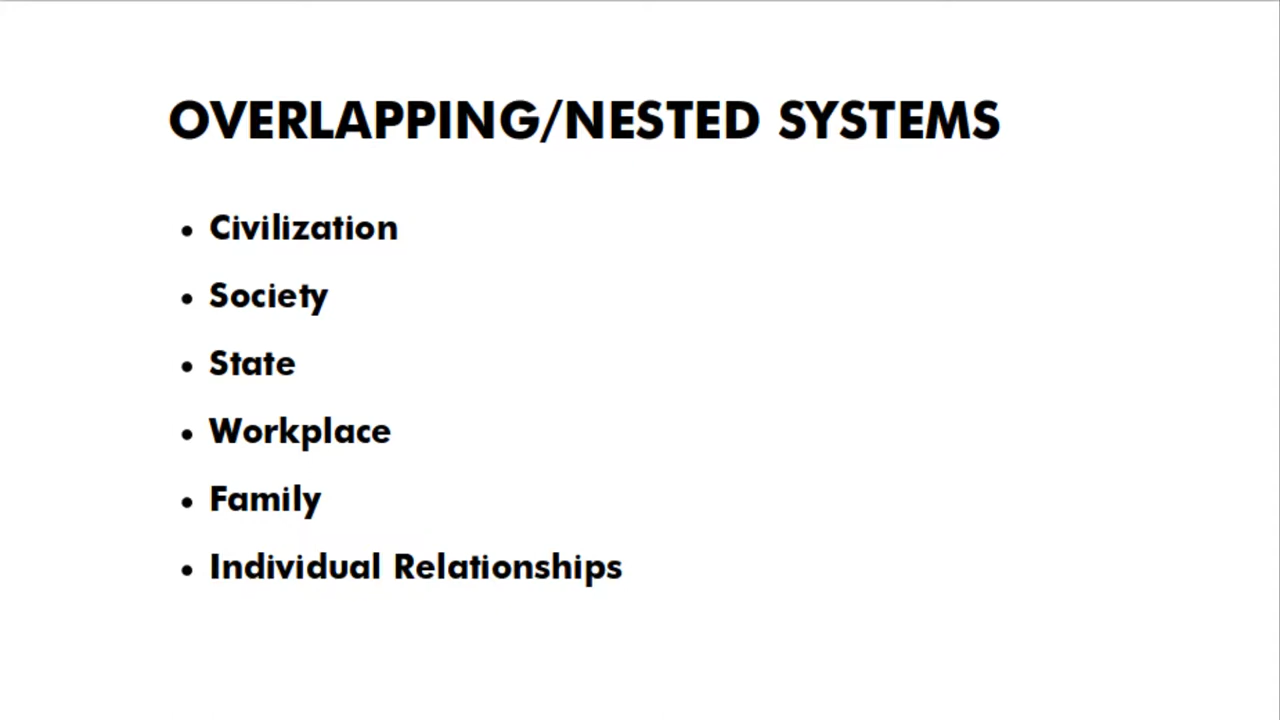 OVERLAPPING/NESTED SYSTEMS
• Civilization
• Society
• State
• Workplace
• Family
• Individual Relationships